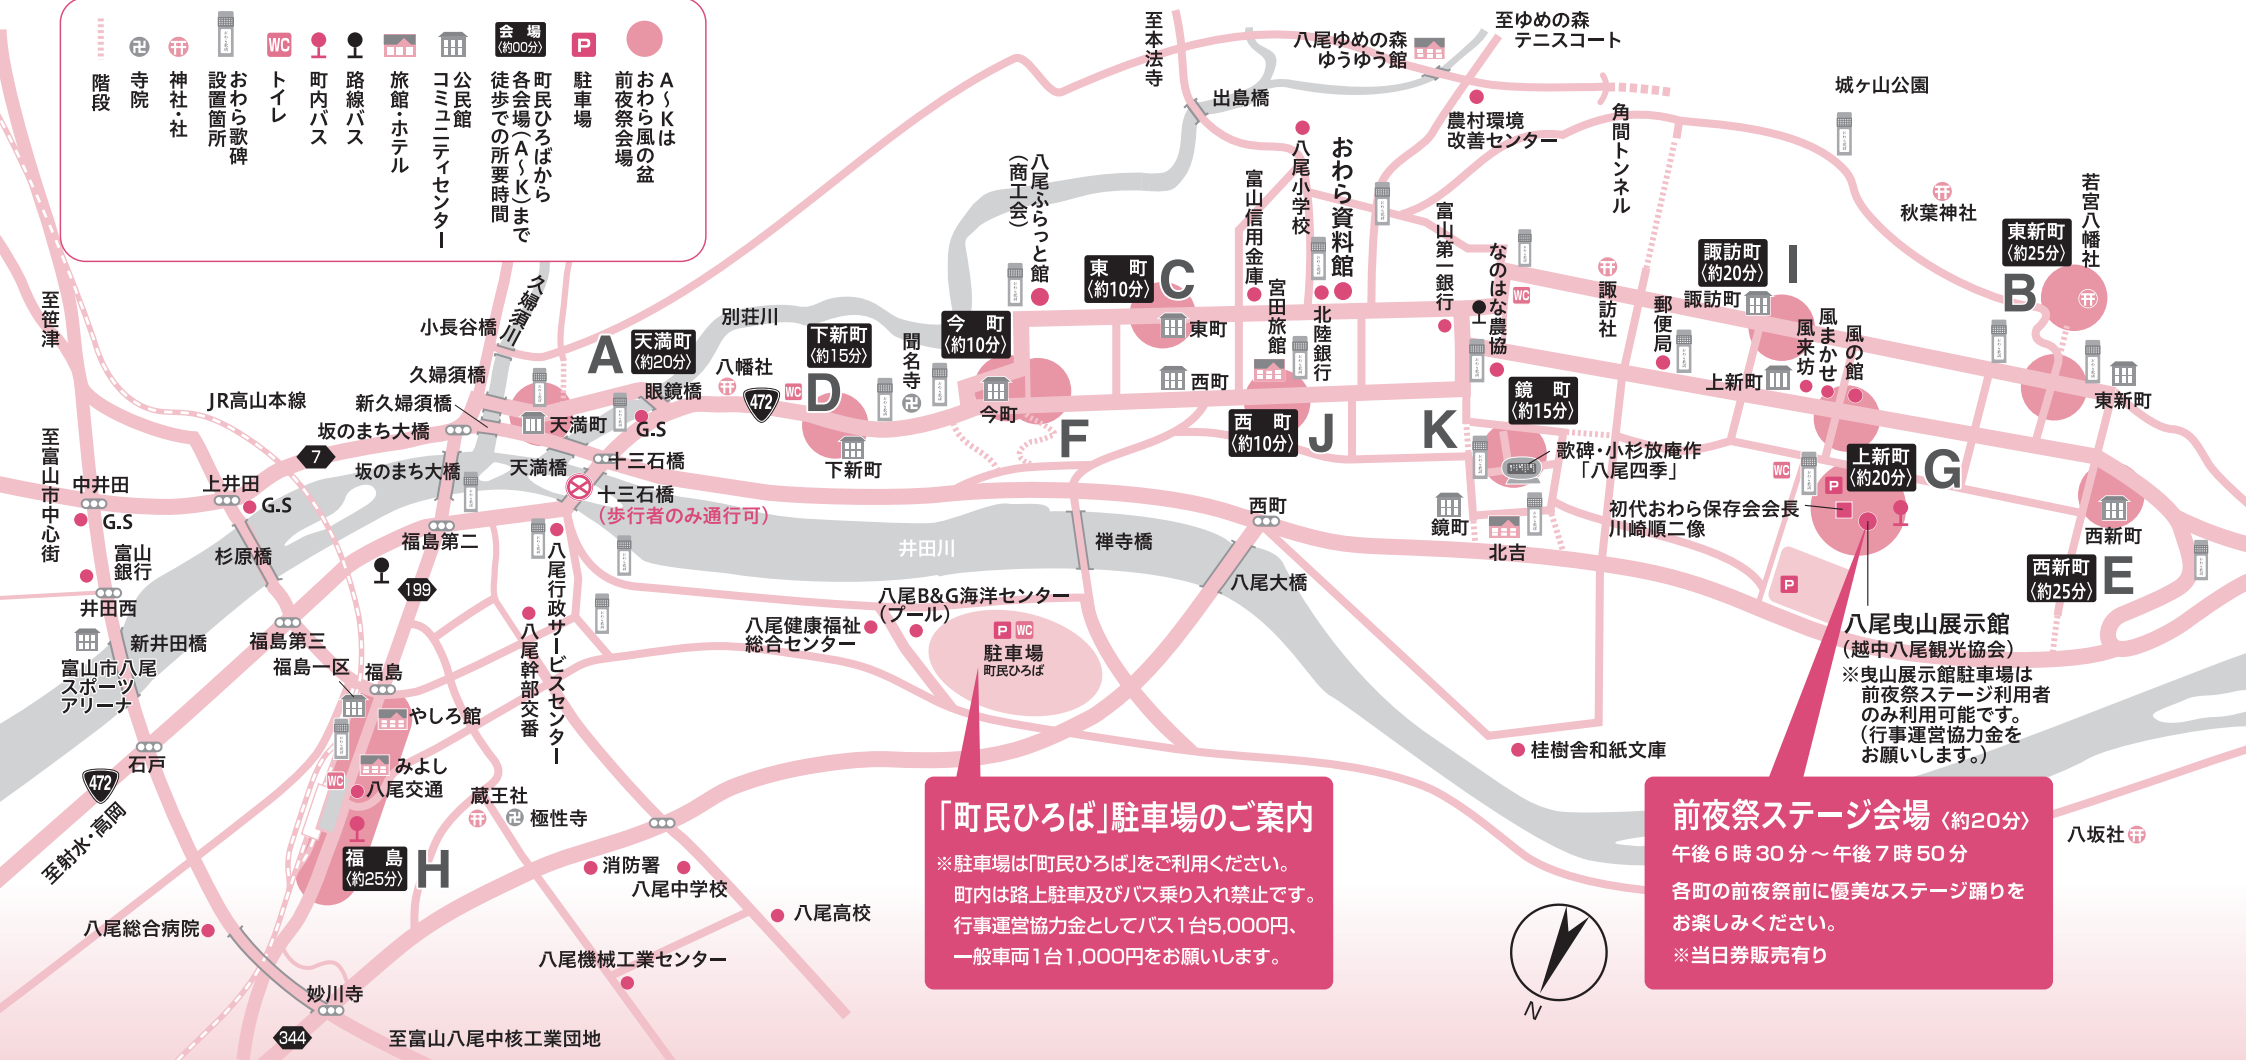 階段
寺院
神社・社
おわら歌碑
設置箇所
WC
トイレ
町内バス
路線バス
旅館・ホテル
公民館
コミュニティセンター
会場
〈約00分〉
町民ひろばから
各会場(A〜K)まで
徒歩での所要時間
P
駐車場
A〜Kは
おわら風の盆
前夜祭会場
至本法寺
八尾ゆめの森
ゆうゆう館
至ゆめの森
テニスコート
出島橋
農村環境
改善センター
角間トンネル
城ヶ山公園
秋葉神社
若宮八幡社
東新町
〈約25分〉
B
八尾ふらっと館
(商工会)
富山信用金庫
八尾小学校
おわら資料館
富山第一銀行
なのはな農協
WC
諏訪社
諏訪町
〈約20分〉
I
諏訪町
郵便局
風来坊
風まかせ
風の館
上新町
東新町
東町
〈約10分〉
C
東町
西町
宮田旅館
北陸銀行
西町
〈約10分〉
J
鏡町
〈約15分〉
K
歌碑・小杉放庵作
「八尾四季」
鏡町
北吉
今町
〈約10分〉
今町
F
聞名寺
下新町
〈約15分〉
WC
D
下新町
472
八幡社
別荘川
天満町
〈約20分〉
A
眼鏡橋
G.S
天満町
久婦須川
小長谷橋
久婦須橋
新久婦須橋
坂のまち大橋
坂のまち大橋
天満橋
十三石橋
十三石橋
(歩行者のみ通行可)
至笹津
JR高山本線
7
至富山市中心街
中井田
G.S
上井田
G.S
富山
銀行
井田西
杉原橋
新井田橋
富山市八尾
スポーツ
アリーナ
福島第二
199
福島第三
福島一区
福島
やしろ館
みよし
WC
八尾交通
福島
〈約25分〉
H
石戸
472
至射水・高岡
蔵王社
極性寺
八尾行政サービスセンター
八尾幹部交番
井田川
禅寺橋
西町
八尾大橋
八尾健康福祉
総合センター
八尾B&G海洋センター
(プール)
P
WC
駐車場
町民ひろば
WC
P
上新町
〈約20分〉
G
初代おわら保存会会長
川崎順二像
P
西新町
西新町
〈約25分〉
E
八尾曳山展示館
(越中八尾観光協会)
※曳山展示館駐車場は
前夜祭ステージ利用者
のみ利用可能です。
(行事運営協力金を
お願いします。)
桂樹舎和紙文庫
八坂社
消防署
八尾中学校
八尾高校
八尾機械工業センター
八尾総合病院
妙川寺
344
至富山八尾中核工業団地
「町民ひろば」駐車場のご案内
※駐車場は「町民ひろば」をご利用ください。
町内は路上駐車及びバス乗り入れ禁止です。
行事運営協力金としてバス1台5,000円、
一般車両1台1,000円をお願いします。
前夜祭ステージ会場〈約20分〉
午後6時30分〜午後7時50分
各町の前夜祭前に優美なステージ踊りを
お楽しみください。
※当日券販売有り
N